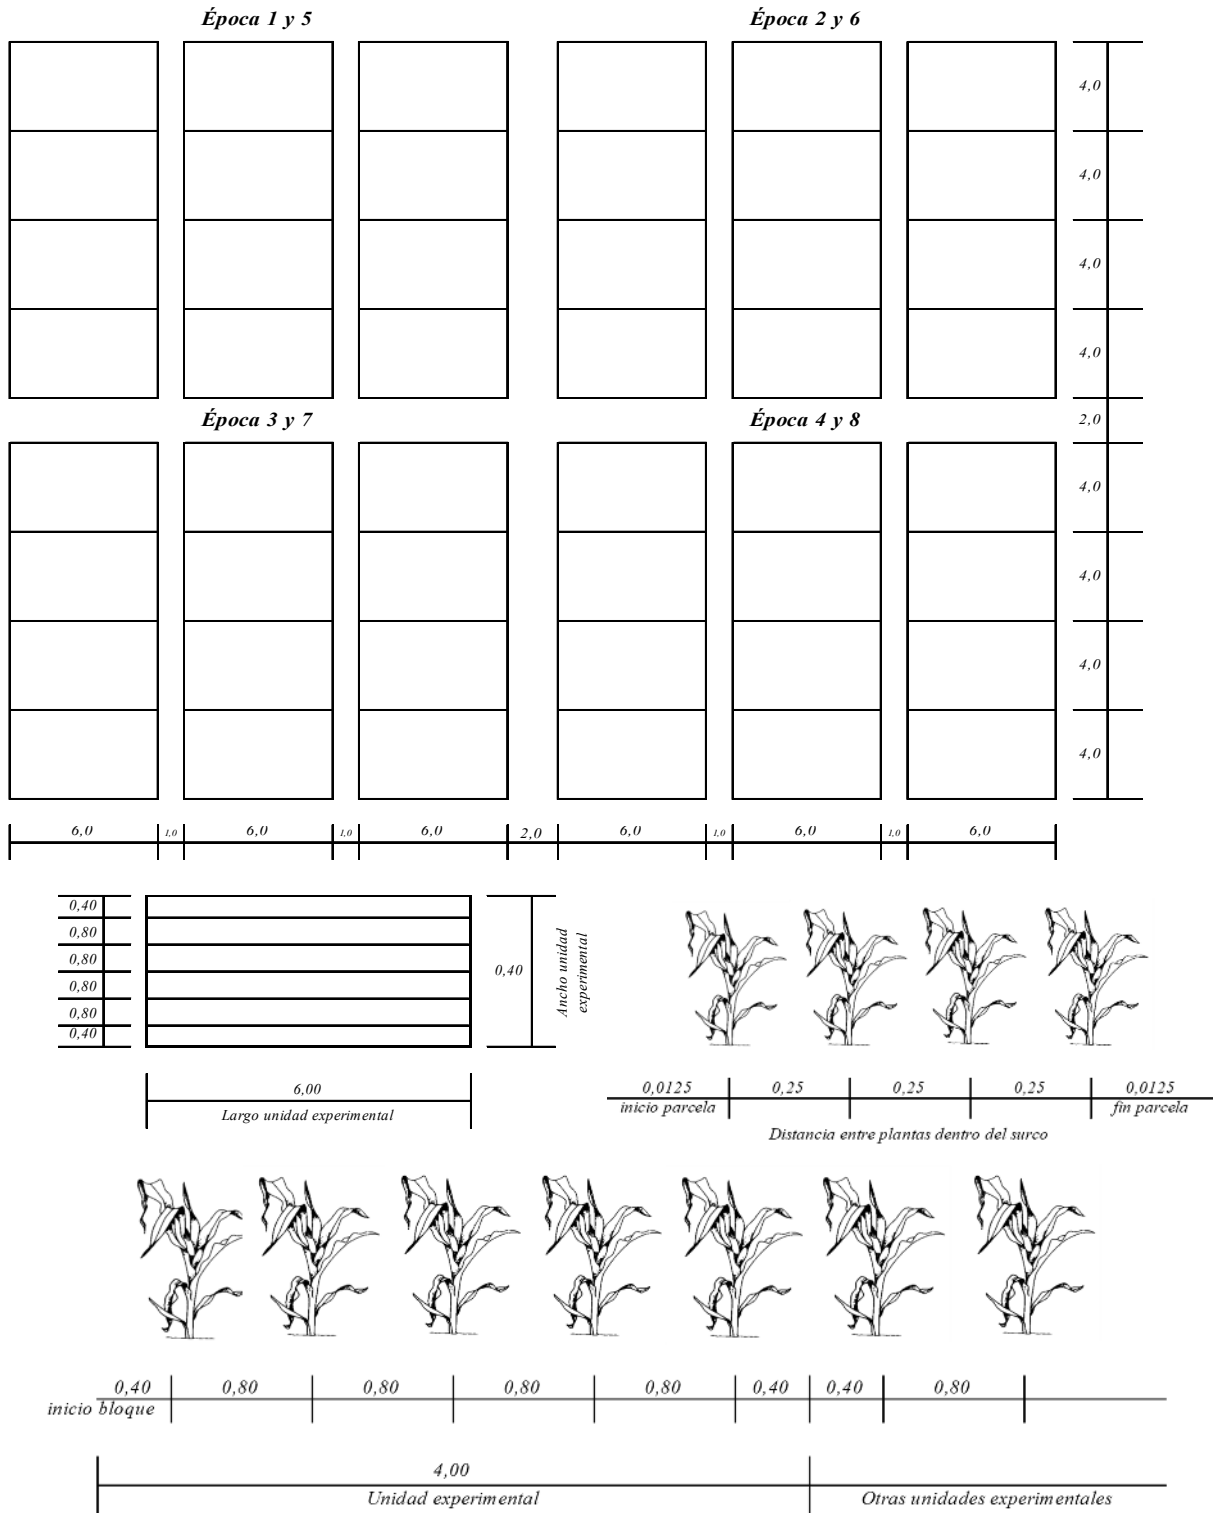 Época 1 y 5
Época 2 y 6
4,0
4,0
4,0
4,0
Época 3 y 7
Época 4 y 8
2,0
4,0
4,0
4,0
4,0
6,0 1,0 6,0 1,0 6,0 2,0 6,0 1,0 6,0 1,0 6,0
0,40
0,80
0,80
0,80
0,80
0,40
0,40
Ancho unidad
experimental
6,00
Largo unidad experimental
0,0125 0,25 0,25 0,25 0,0125
inicio parcela fin parcela
Distancia entre plantas dentro del surco
0,40 0,80 0,80 0,80 0,80 0,40 0,40 0,80
inicio bloque
4,00
Unidad experimental Otras unidades experimentales